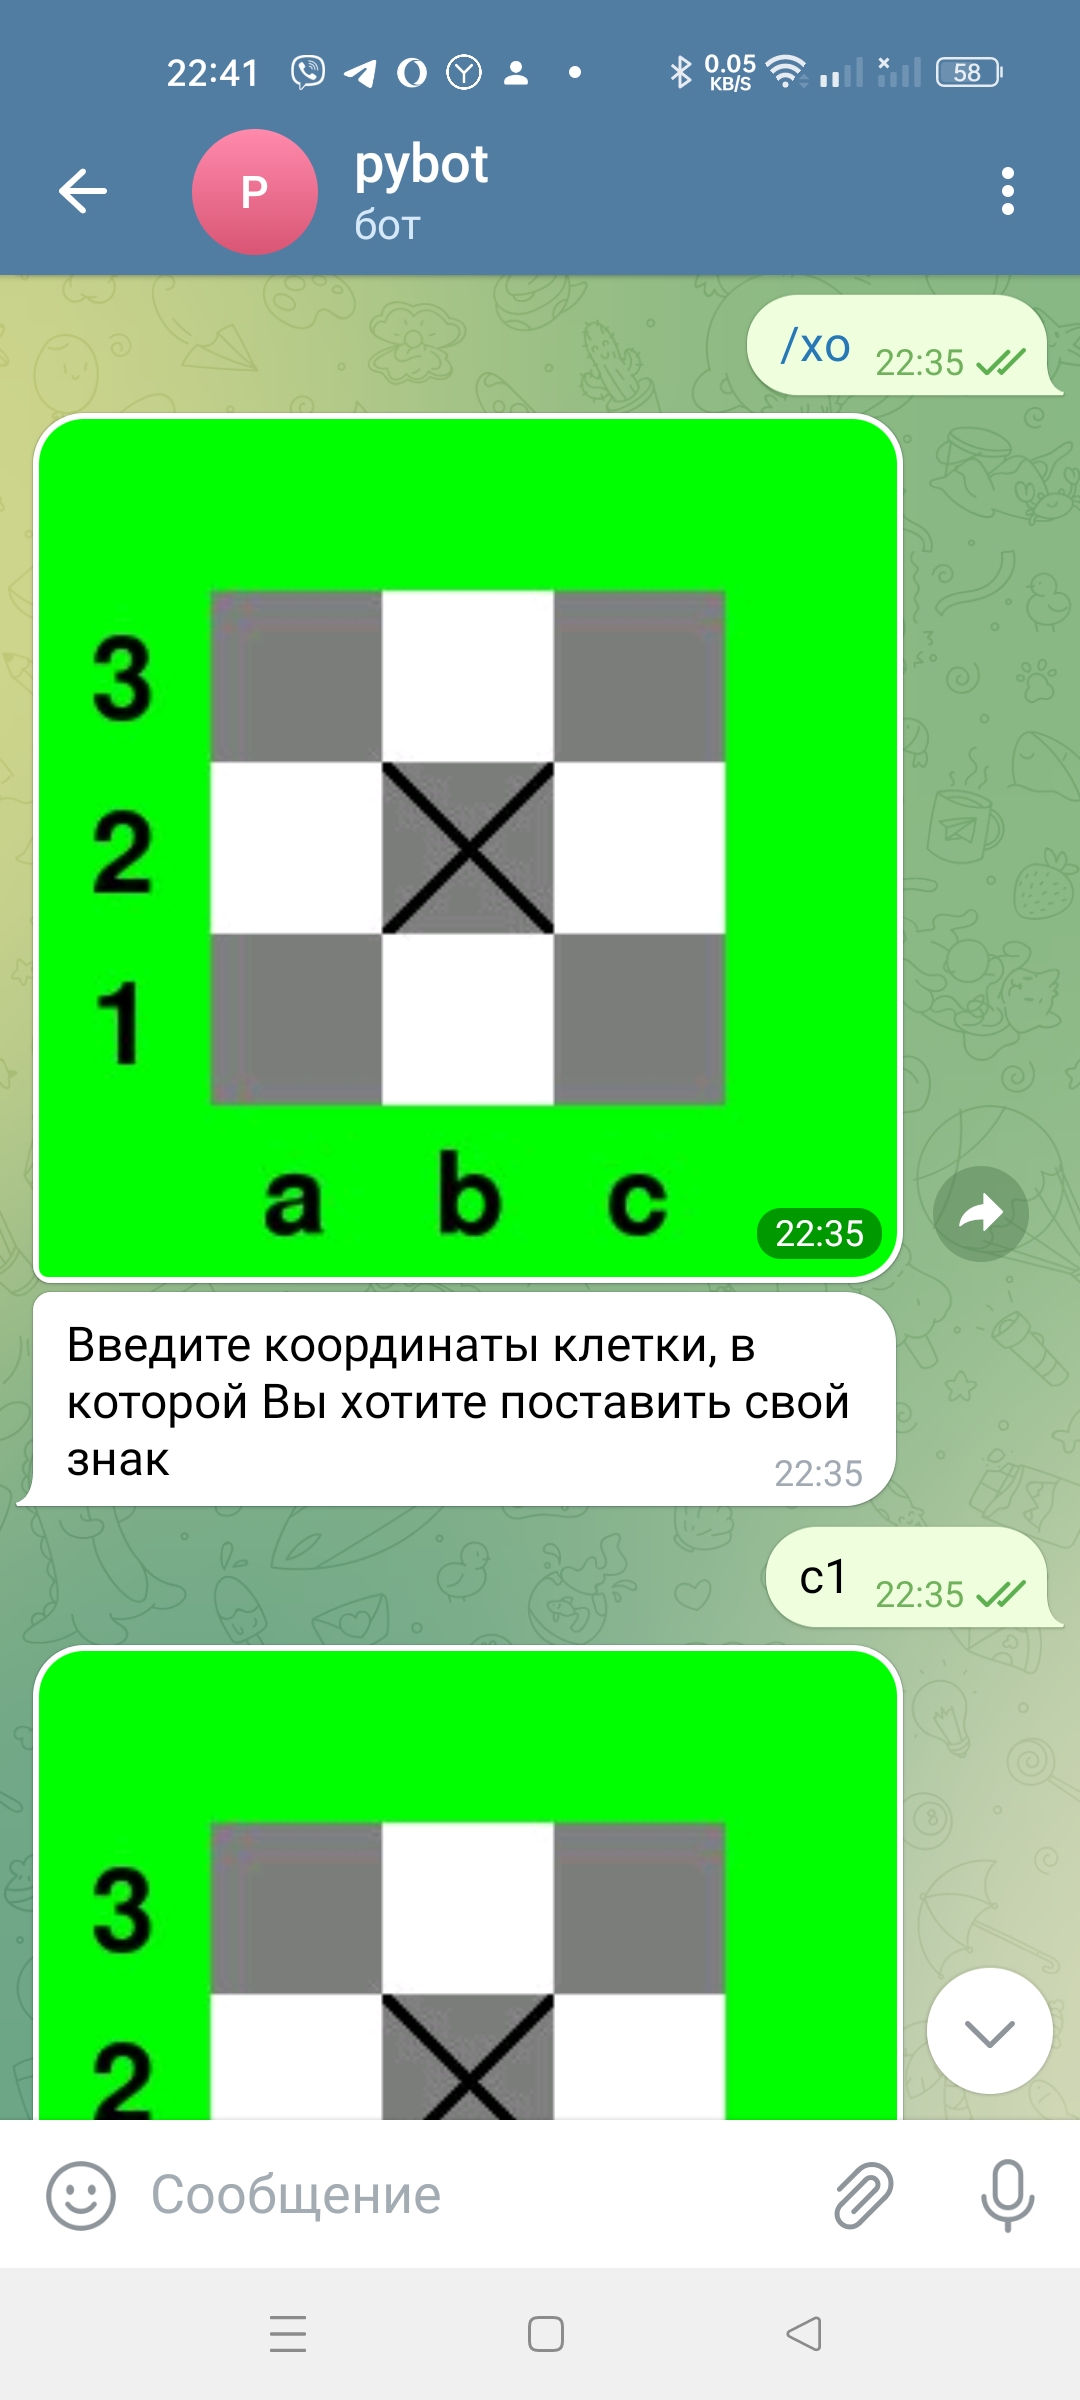 22:41
0.05
KB/S
58
P
pybot
бот
/xo 22:35
3
2
1
a b c
22:35
Введите координаты клетки, в
которой Вы хотите поставить свой
знак
22:35
c1 22:35
3
2
Сообщение